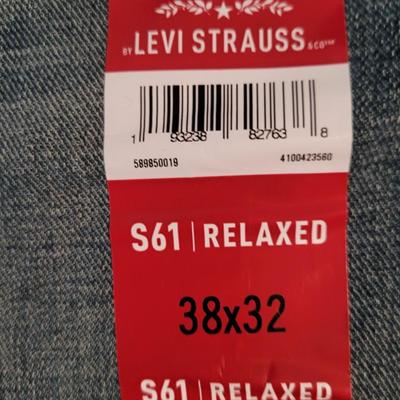 BY LEVI STRAUSS & CO™
1 93238 82763 8
589850019 4100423560
S61 | RELAXED
38x32
S61 | RELAXED